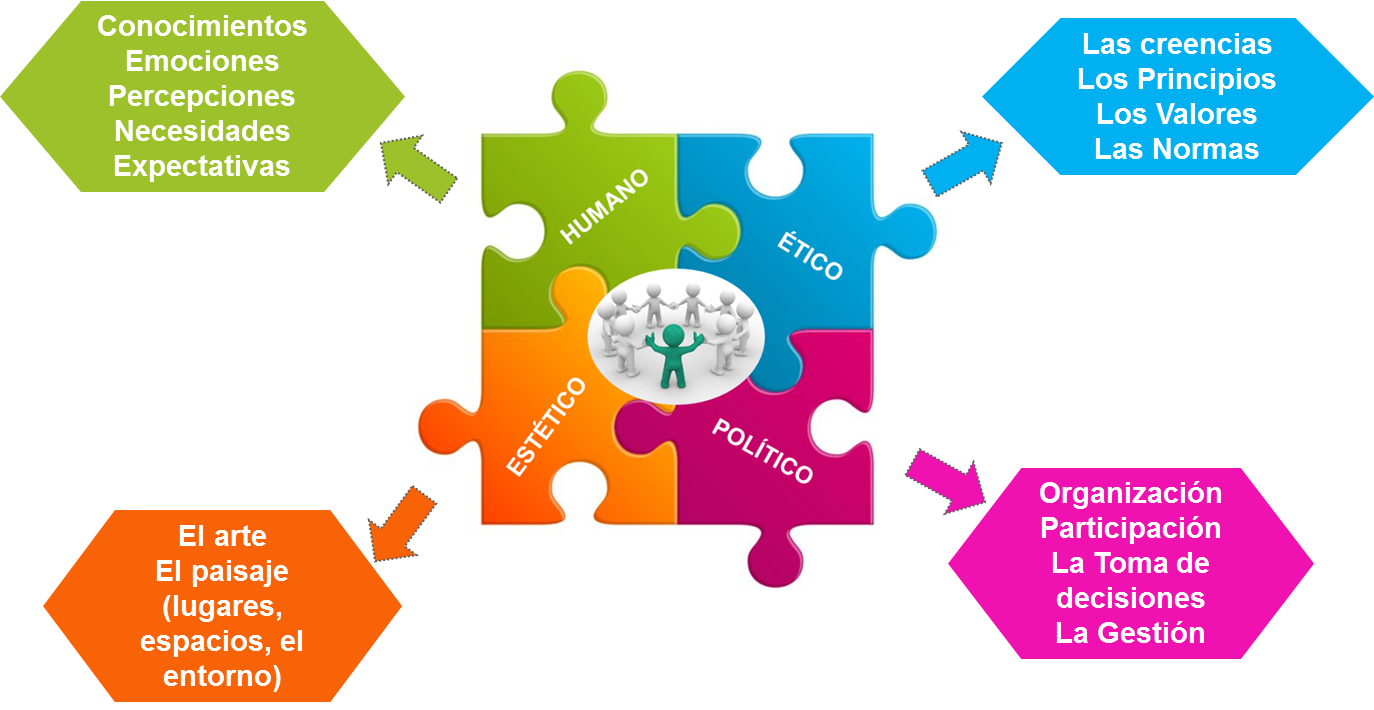 Conocimientos
Emociones
Percepciones
Necesidades
Expectativas
Las creencias
Los Principios
Los Valores
Las Normas
HUMANO
ÉTICO
ESTÉTICO
POLÍTICO
El arte
El paisaje
(lugares,
espacios, el
entorno)
Organización
Participación
La Toma de
decisiones
La Gestión